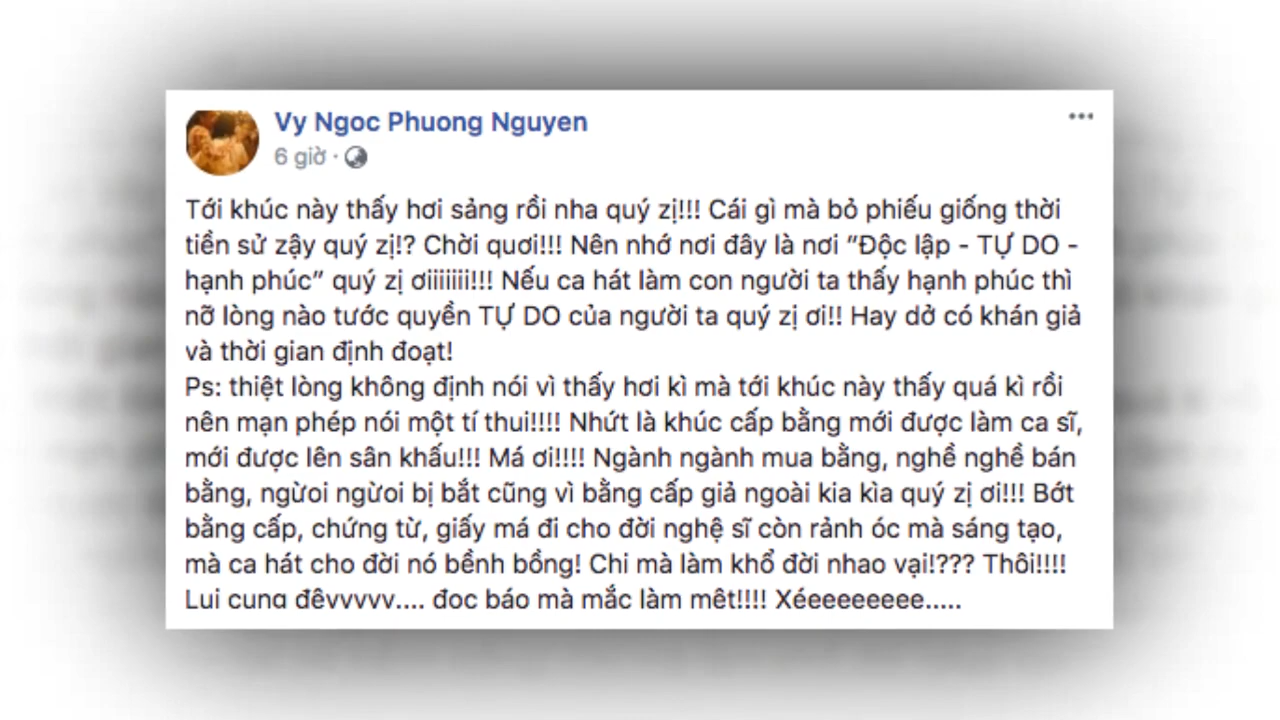 Vy Ngoc Phuong Nguyen
6 giờ ·
Tới khúc này thấy hơi sảng rồi nha quý zị!!! Cái gì mà bỏ phiếu giống thời
tiền sử zậy quý zị!? Chời quơi!!! Nên nhớ nơi đây là nơi “Độc lập - TỰ DO -
hạnh phúc” quý zị ơiiiiiii!!! Nếu ca hát làm con người ta thấy hạnh phúc thì
nỡ lòng nào tước quyền TỰ DO của người ta quý zị ơi!! Hay dở có khán giả
và thời gian định đoạt!
Ps: thiệt lòng không định nói vì thấy hơi kì mà tới khúc này thấy quá kì rồi
nên mạn phép nói một tí thui!!!! Nhứt là khúc cấp bằng mới được làm ca sĩ,
mới được lên sân khấu!!! Má ơi!!!! Ngành ngành mua bằng, nghề nghề bán
bằng, ngừoi ngừoi bị bắt cũng vì bằng cấp giả ngoài kia kìa quý zị ơi!!! Bớt
bằng cấp, chứng từ, giấy má đi cho đời nghệ sĩ còn rảnh óc mà sáng tạo,
mà ca hát cho đời nó bềnh bồng! Chi mà làm khổ đời nhao vại!??? Thôi!!!!
Lui cung đêvvvvv.... đọc báo mà mắc làm mệt!!!! Xéeeeeeeee.....